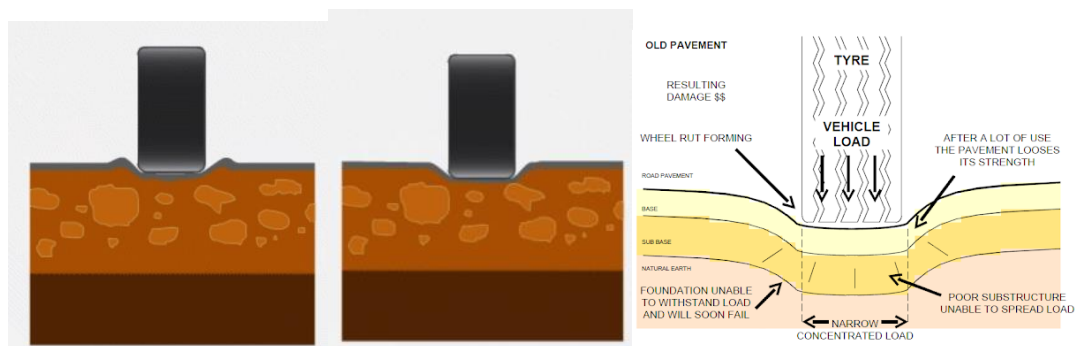 OLD PAVEMENT
RESULTING
DAMAGE $$
TYRE
VEHICLE
LOAD
WHEEL RUT FORMING
AFTER A LOT OF USE
THE PAVEMENT LOOSES
ITS STRENGTH
ROAD PAVEMENT
BASE
SUB BASE
NATURAL EARTH
FOUNDATION UNABLE
TO WITHSTAND LOAD
AND WILL SOON FAIL
POOR SUBSTRUCTURE
UNABLE TO SPREAD LOAD
NARROW
CONCENTRATED LOAD